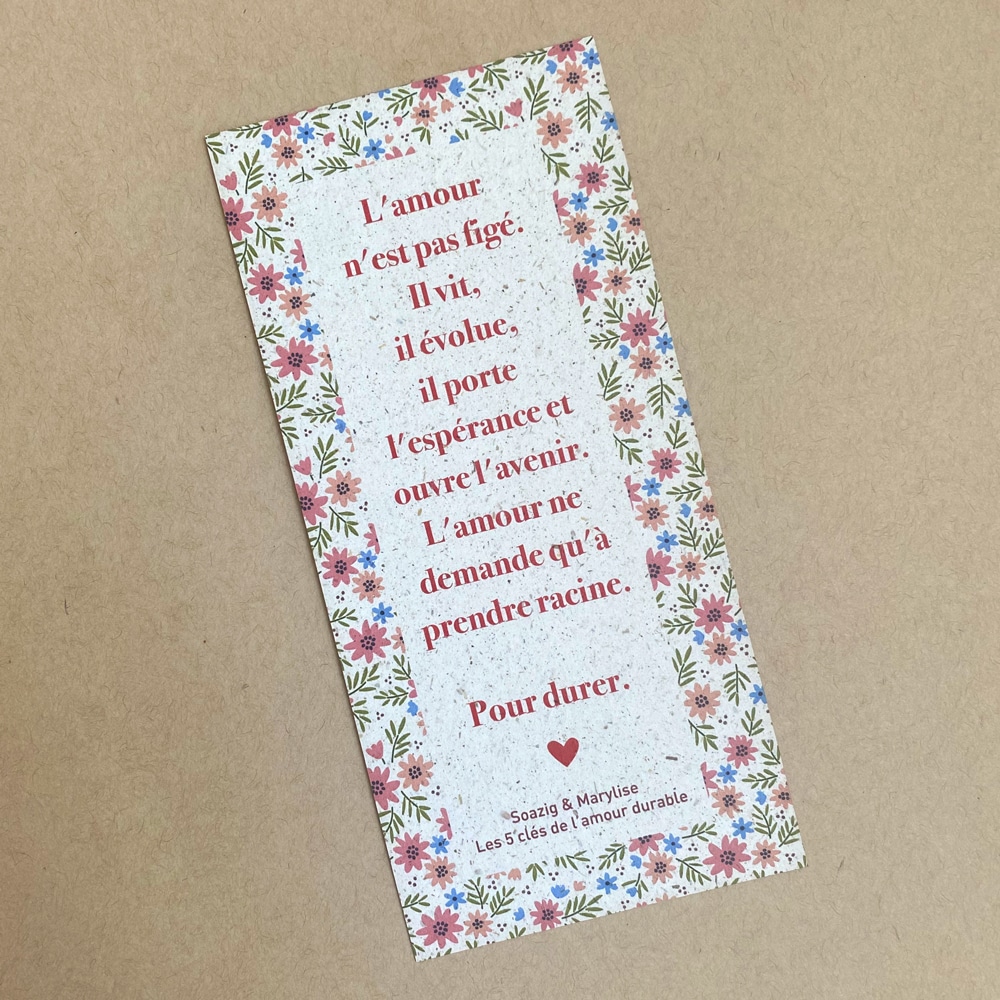 L'amour
n'est pas figé.
Il vit,
il évolue,
il porte
l'espérance et
ouvre l'avenir.
L'amour ne
demande qu'à
prendre racine.
Pour durer.
Soazig & Marylise
Les 5 clés de l'amour durable